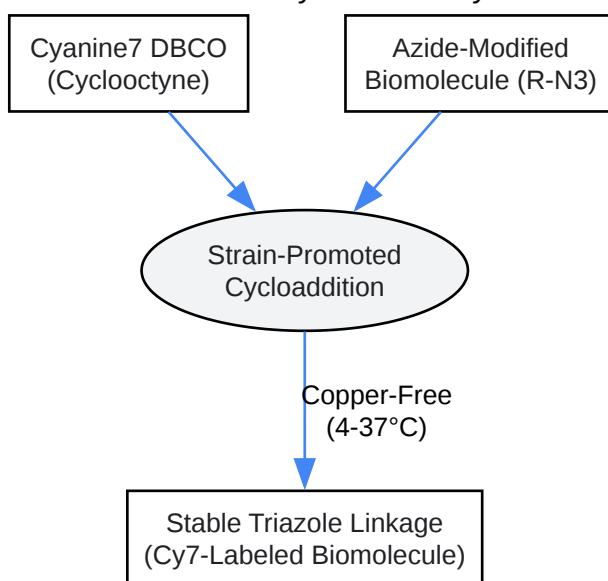 Cyanine7 DBCO
(Cyclooctyne)
Azide-Modified
Biomolecule (R-N3)
Strain-Promoted
Cycloaddition
Copper-Free
(4-37°C)
Stable Triazole Linkage
(Cy7-Labeled Biomolecule)